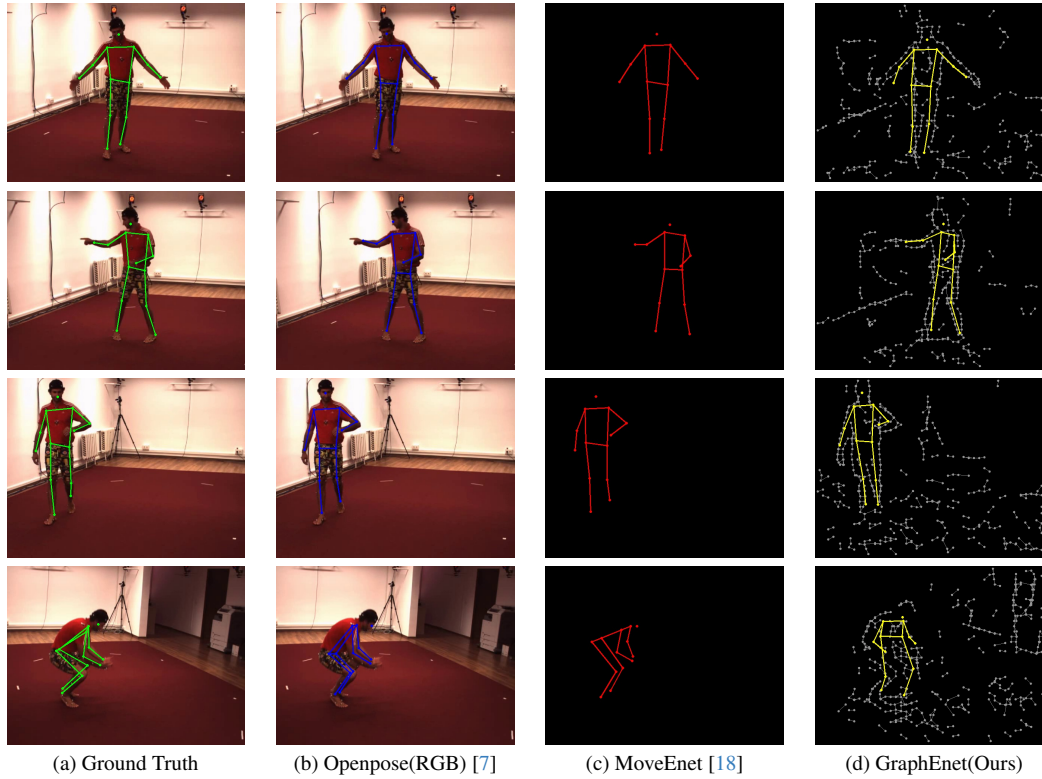 (a) Ground Truth
(b) Openpose(RGB) [7]
(c) MoveEnet [18]
(d) GraphEnet(Ours)